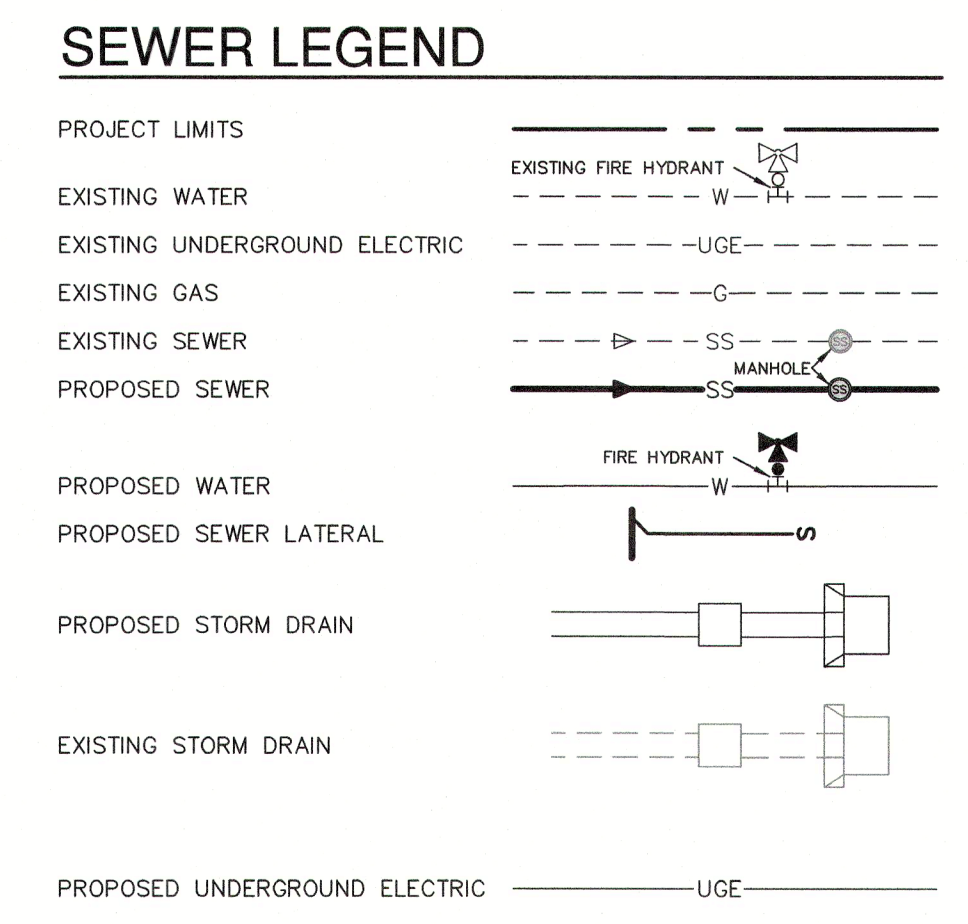 SEWER LEGEND
PROJECT LIMITS
EXISTING FIRE HYDRANT
EXISTING WATER W
EXISTING UNDERGROUND ELECTRIC UGE
EXISTING GAS G
EXISTING SEWER SS SS
MANHOLE
PROPOSED SEWER SS SS
FIRE HYDRANT
PROPOSED WATER W
PROPOSED SEWER LATERAL S
PROPOSED STORM DRAIN
EXISTING STORM DRAIN
PROPOSED UNDERGROUND ELECTRIC UGE